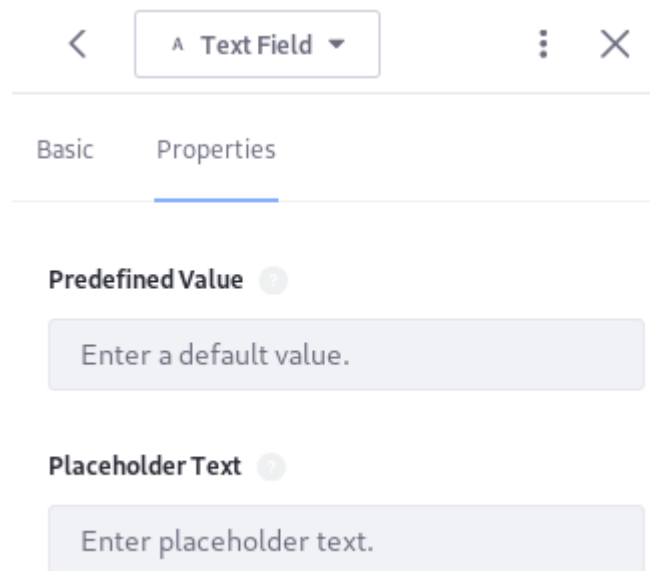 A Text Field
Basic Properties
Predefined Value ?
Enter a default value.
Placeholder Text ?
Enter placeholder text.